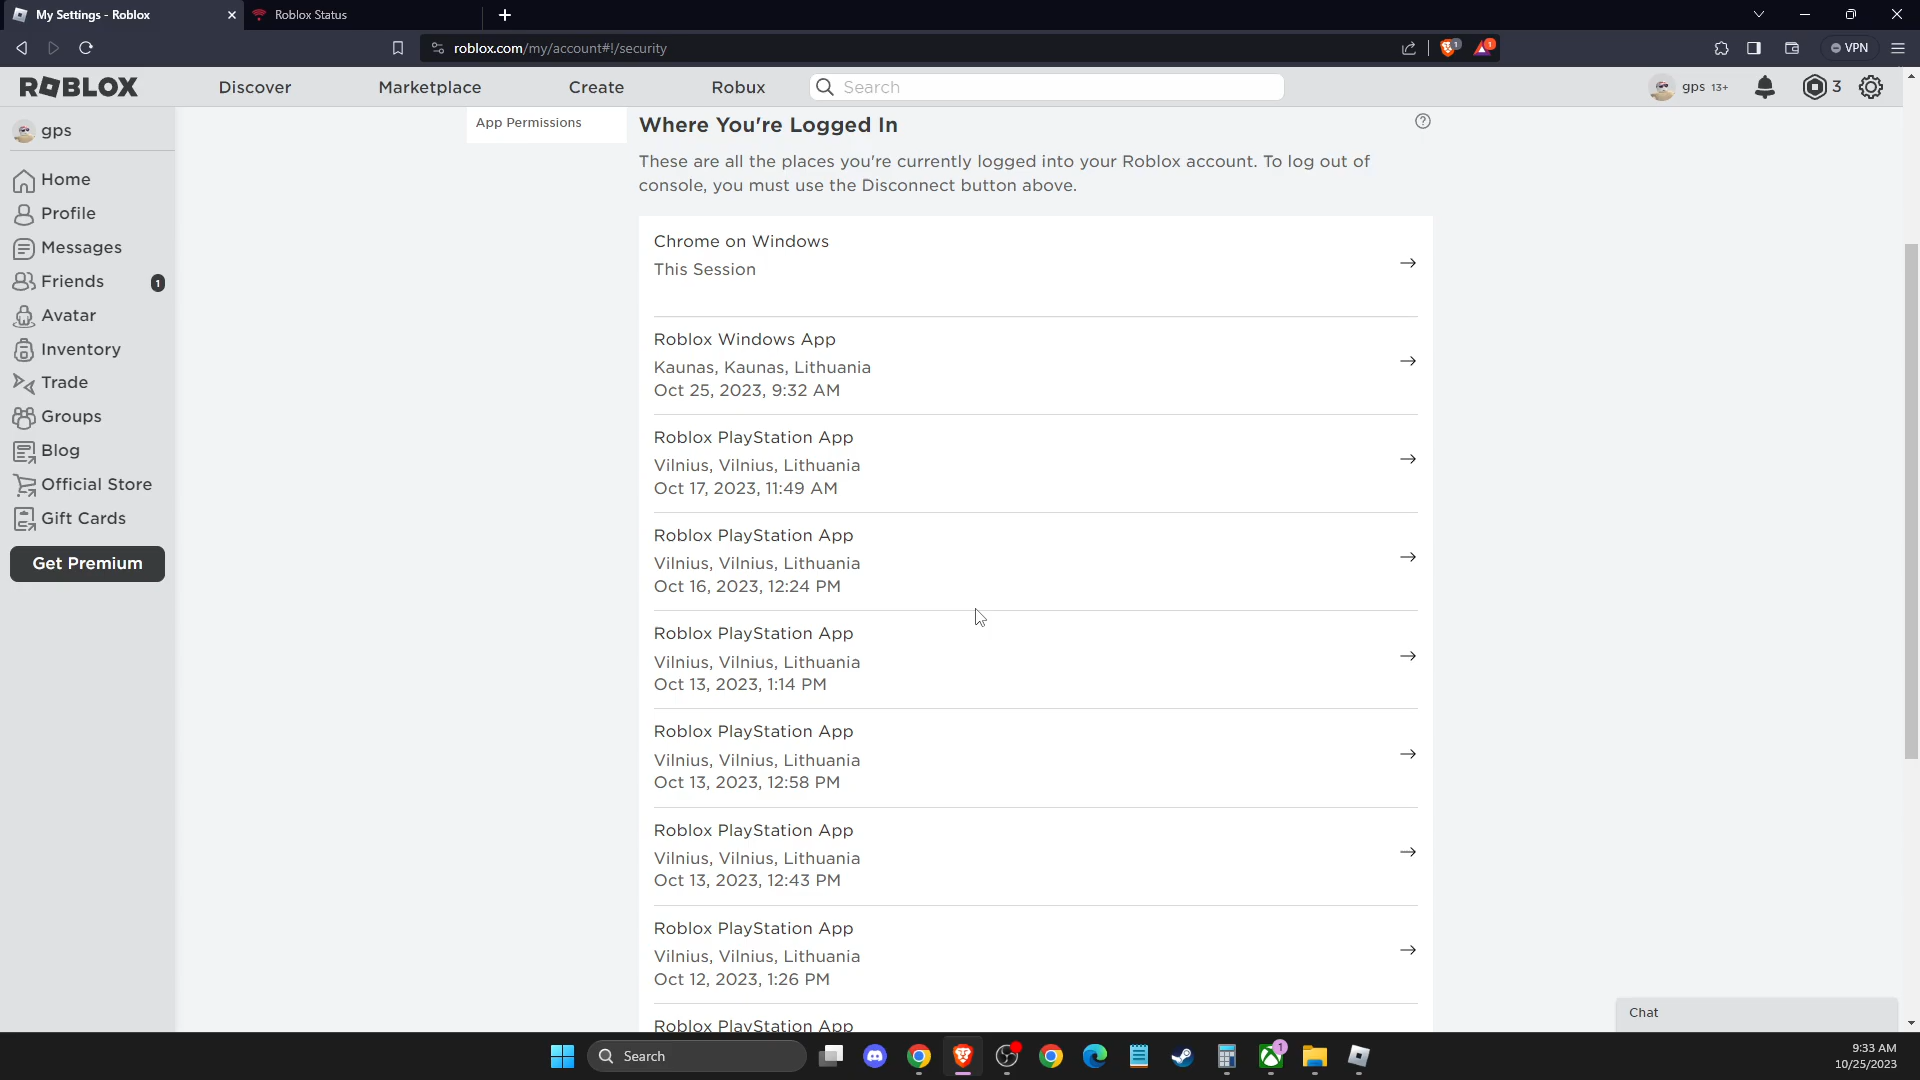 My Settings - Roblox
Roblox Status
roblox.com/my/account#!/security
1
1
VPN
ROBLOX
Discover
Marketplace
Create
Robux
Search
gps 13+
3
gps
Home
Profile
Messages
Friends
1
Avatar
Inventory
Trade
Groups
Blog
Official Store
Gift Cards
Get Premium
App Permissions
Where You're Logged In
These are all the places you're currently logged into your Roblox account. To log out of
console, you must use the Disconnect button above.
Chrome on Windows
This Session
Roblox Windows App
Kaunas, Kaunas, Lithuania
Oct 25, 2023, 9:32 AM
Roblox PlayStation App
Vilnius, Vilnius, Lithuania
Oct 17, 2023, 11:49 AM
Roblox PlayStation App
Vilnius, Vilnius, Lithuania
Oct 16, 2023, 12:24 PM
Roblox PlayStation App
Vilnius, Vilnius, Lithuania
Oct 13, 2023, 1:14 PM
Roblox PlayStation App
Vilnius, Vilnius, Lithuania
Oct 13, 2023, 12:58 PM
Roblox PlayStation App
Vilnius, Vilnius, Lithuania
Oct 13, 2023, 12:43 PM
Roblox PlayStation App
Vilnius, Vilnius, Lithuania
Oct 12, 2023, 1:26 PM
Roblox PlayStation App
Chat
Search
1
9:33 AM
10/25/2023